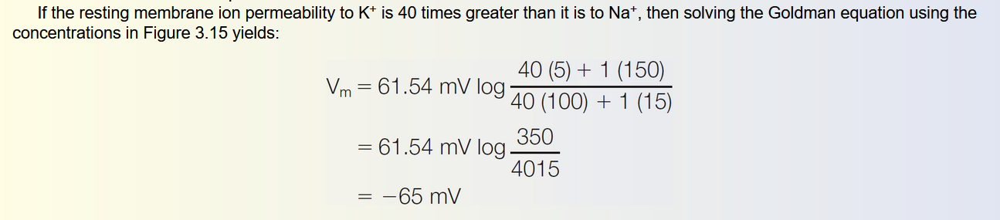 If the resting membrane ion permeability to K⁺ is 40 times greater than it is to Na⁺, then solving the Goldman equation using the
concentrations in Figure 3.15 yields:
Vₘ = 61.54 mV log 40 (5) + 1 (150) / 40 (100) + 1 (15)
= 61.54 mV log 350 / 4015
= −65 mV